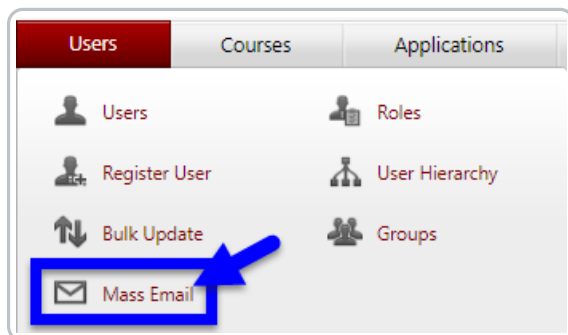 Users Courses Applications
Users Roles
Register User User Hierarchy
Bulk Update Groups
Mass Email